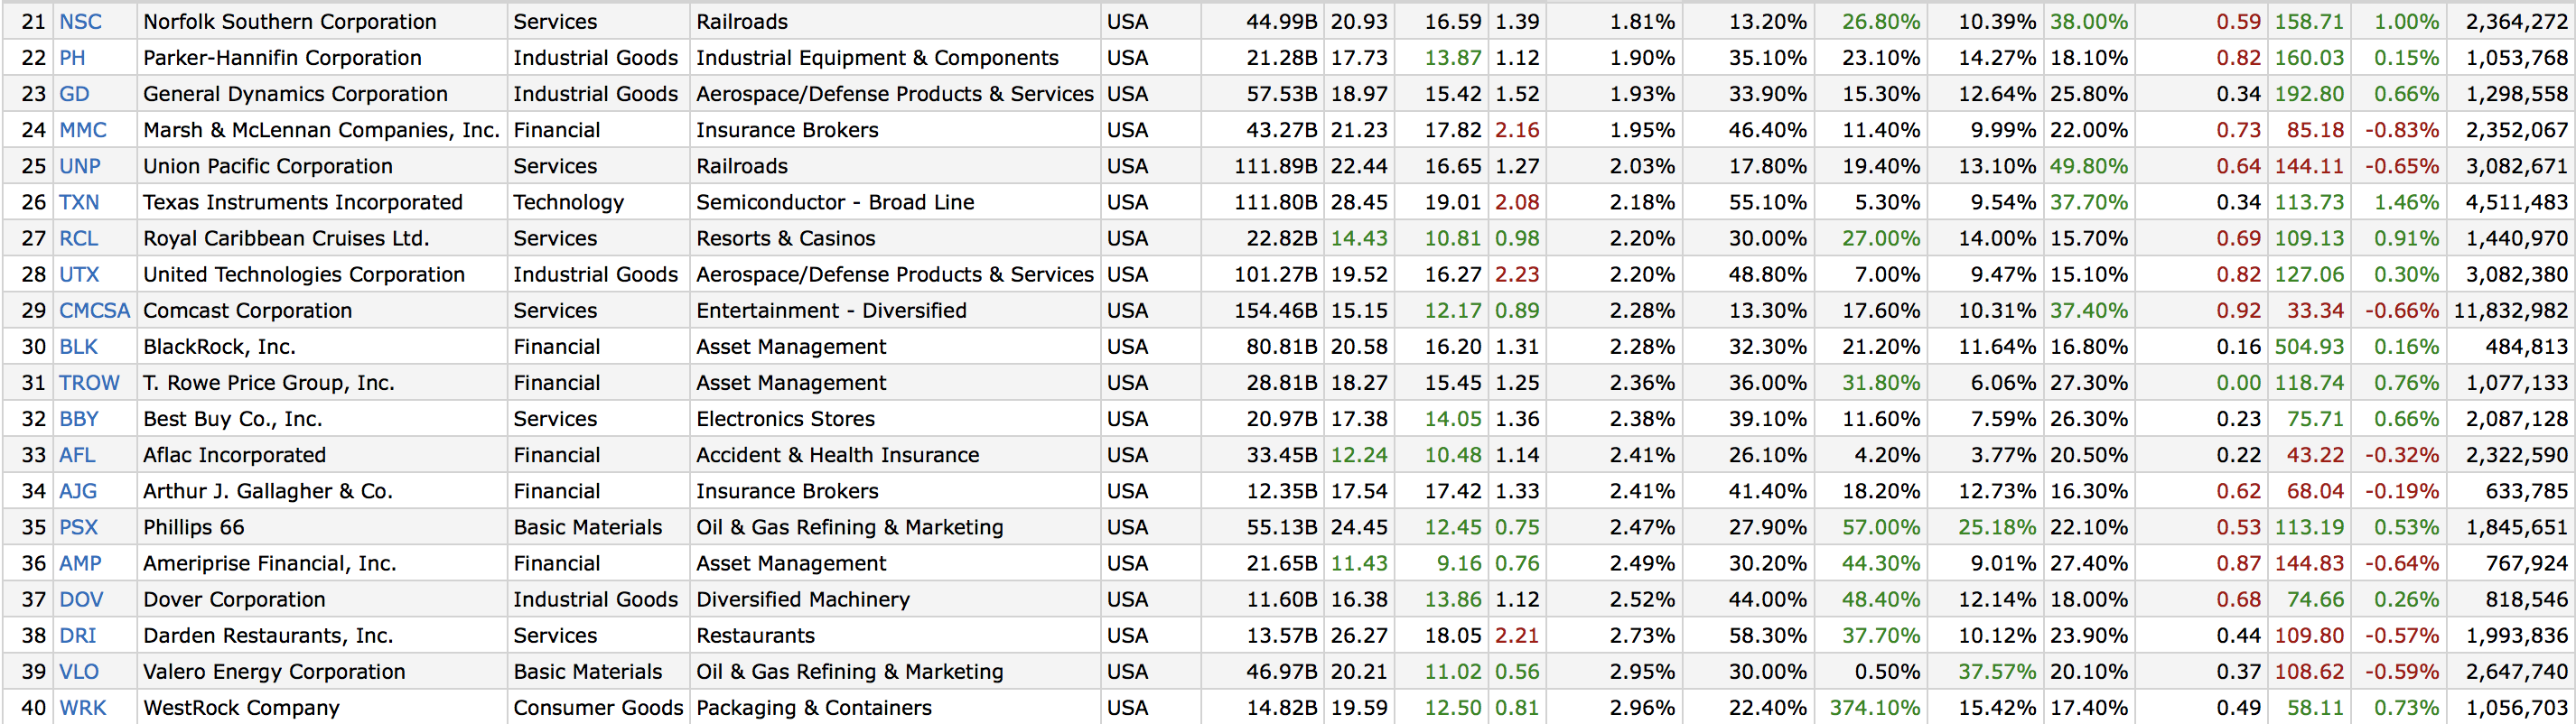 21 NSC Norfolk Southern Corporation Services Railroads USA 44.99B 20.93 16.59 1.39 1.81% 13.20% 26.80% 10.39% 38.00% 0.59 158.71 1.00% 2,364,272
22 PH Parker-Hannifin Corporation Industrial Goods Industrial Equipment & Components USA 21.28B 17.73 13.87 1.12 1.90% 35.10% 23.10% 14.27% 18.10% 0.82 160.03 0.15% 1,053,768
23 GD General Dynamics Corporation Industrial Goods Aerospace/Defense Products & Services USA 57.53B 18.97 15.42 1.52 1.93% 33.90% 15.30% 12.64% 25.80% 0.34 192.80 0.66% 1,298,558
24 MMC Marsh & McLennan Companies, Inc. Financial Insurance Brokers USA 43.27B 21.23 17.82 2.16 1.95% 46.40% 11.40% 9.99% 22.00% 0.73 85.18 -0.83% 2,352,067
25 UNP Union Pacific Corporation Services Railroads USA 111.89B 22.44 16.65 1.27 2.03% 17.80% 19.40% 13.10% 49.80% 0.64 144.11 -0.65% 3,082,671
26 TXN Texas Instruments Incorporated Technology Semiconductor - Broad Line USA 111.80B 28.45 19.01 2.08 2.18% 55.10% 5.30% 9.54% 37.70% 0.34 113.73 1.46% 4,511,483
27 RCL Royal Caribbean Cruises Ltd. Services Resorts & Casinos USA 22.82B 14.43 10.81 0.98 2.20% 30.00% 27.00% 14.00% 15.70% 0.69 109.13 0.91% 1,440,970
28 UTX United Technologies Corporation Industrial Goods Aerospace/Defense Products & Services USA 101.27B 19.52 16.27 2.23 2.20% 48.80% 7.00% 9.47% 15.10% 0.82 127.06 0.30% 3,082,380
29 CMCSA Comcast Corporation Services Entertainment - Diversified USA 154.46B 15.15 12.17 0.89 2.28% 13.30% 17.60% 10.31% 37.40% 0.92 33.34 -0.66% 11,832,982
30 BLK BlackRock, Inc. Financial Asset Management USA 80.81B 20.58 16.20 1.31 2.28% 32.30% 21.20% 11.64% 16.80% 0.16 504.93 0.16% 484,813
31 TROW T. Rowe Price Group, Inc. Financial Asset Management USA 28.81B 18.27 15.45 1.25 2.36% 36.00% 31.80% 6.06% 27.30% 0.00 118.74 0.76% 1,077,133
32 BBY Best Buy Co., Inc. Services Electronics Stores USA 20.97B 17.38 14.05 1.36 2.38% 39.10% 11.60% 7.59% 26.30% 0.23 75.71 0.66% 2,087,128
33 AFL Aflac Incorporated Financial Accident & Health Insurance USA 33.45B 12.24 10.48 1.14 2.41% 26.10% 4.20% 3.77% 20.50% 0.22 43.22 -0.32% 2,322,590
34 AJG Arthur J. Gallagher & Co. Financial Insurance Brokers USA 12.35B 17.54 17.42 1.33 2.41% 41.40% 18.20% 12.73% 16.30% 0.62 68.04 -0.19% 633,785
35 PSX Phillips 66 Basic Materials Oil & Gas Refining & Marketing USA 55.13B 24.45 12.45 0.75 2.47% 27.90% 57.00% 25.18% 22.10% 0.53 113.19 0.53% 1,845,651
36 AMP Ameriprise Financial, Inc. Financial Asset Management USA 21.65B 11.43 9.16 0.76 2.49% 30.20% 44.30% 9.01% 27.40% 0.87 144.83 -0.64% 767,924
37 DOV Dover Corporation Industrial Goods Diversified Machinery USA 11.60B 16.38 13.86 1.12 2.52% 44.00% 48.40% 12.14% 18.00% 0.68 74.66 0.26% 818,546
38 DRI Darden Restaurants, Inc. Services Restaurants USA 13.57B 26.27 18.05 2.21 2.73% 58.30% 37.70% 10.12% 23.90% 0.44 109.80 -0.57% 1,993,836
39 VLO Valero Energy Corporation Basic Materials Oil & Gas Refining & Marketing USA 46.97B 20.21 11.02 0.56 2.95% 30.00% 0.50% 37.57% 20.10% 0.37 108.62 -0.59% 2,647,740
40 WRK WestRock Company Consumer Goods Packaging & Containers USA 14.82B 19.59 12.50 0.81 2.96% 22.40% 374.10% 15.42% 17.40% 0.49 58.11 0.73% 1,056,703